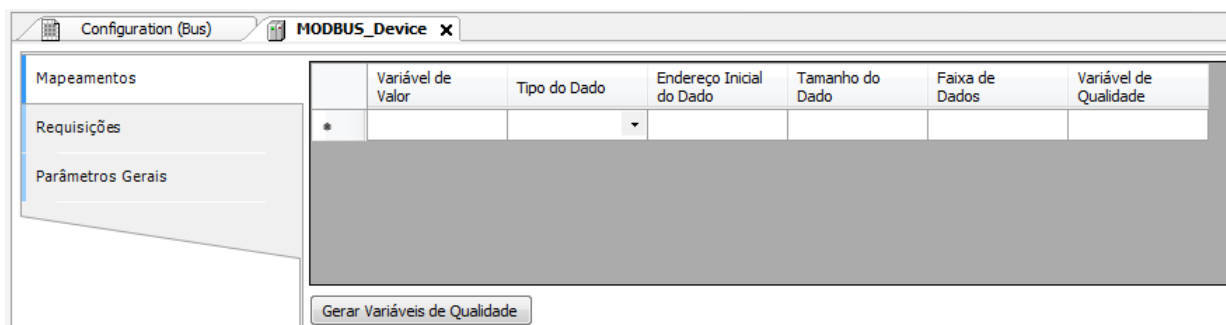 Configuration (Bus) MODBUS_Device x
Mapeamentos
Requisições
Parâmetros Gerais
Variável de Valor
Tipo do Dado
Endereço Inicial do Dado
Tamanho do Dado
Faixa de Dados
Variável de Qualidade
*
Gerar Variáveis de Qualidade